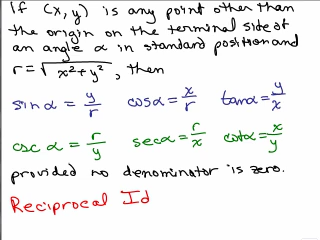 If (x, y) is any point other than
the origin on the terminal side of
an angle α in standard position and
r = √x² + y² , then
sin α = y/r cos α = x/r tan α = y/x
csc α = r/y sec α = r/x cot α = x/y
provided no denominator is zero.
Reciprocal Id